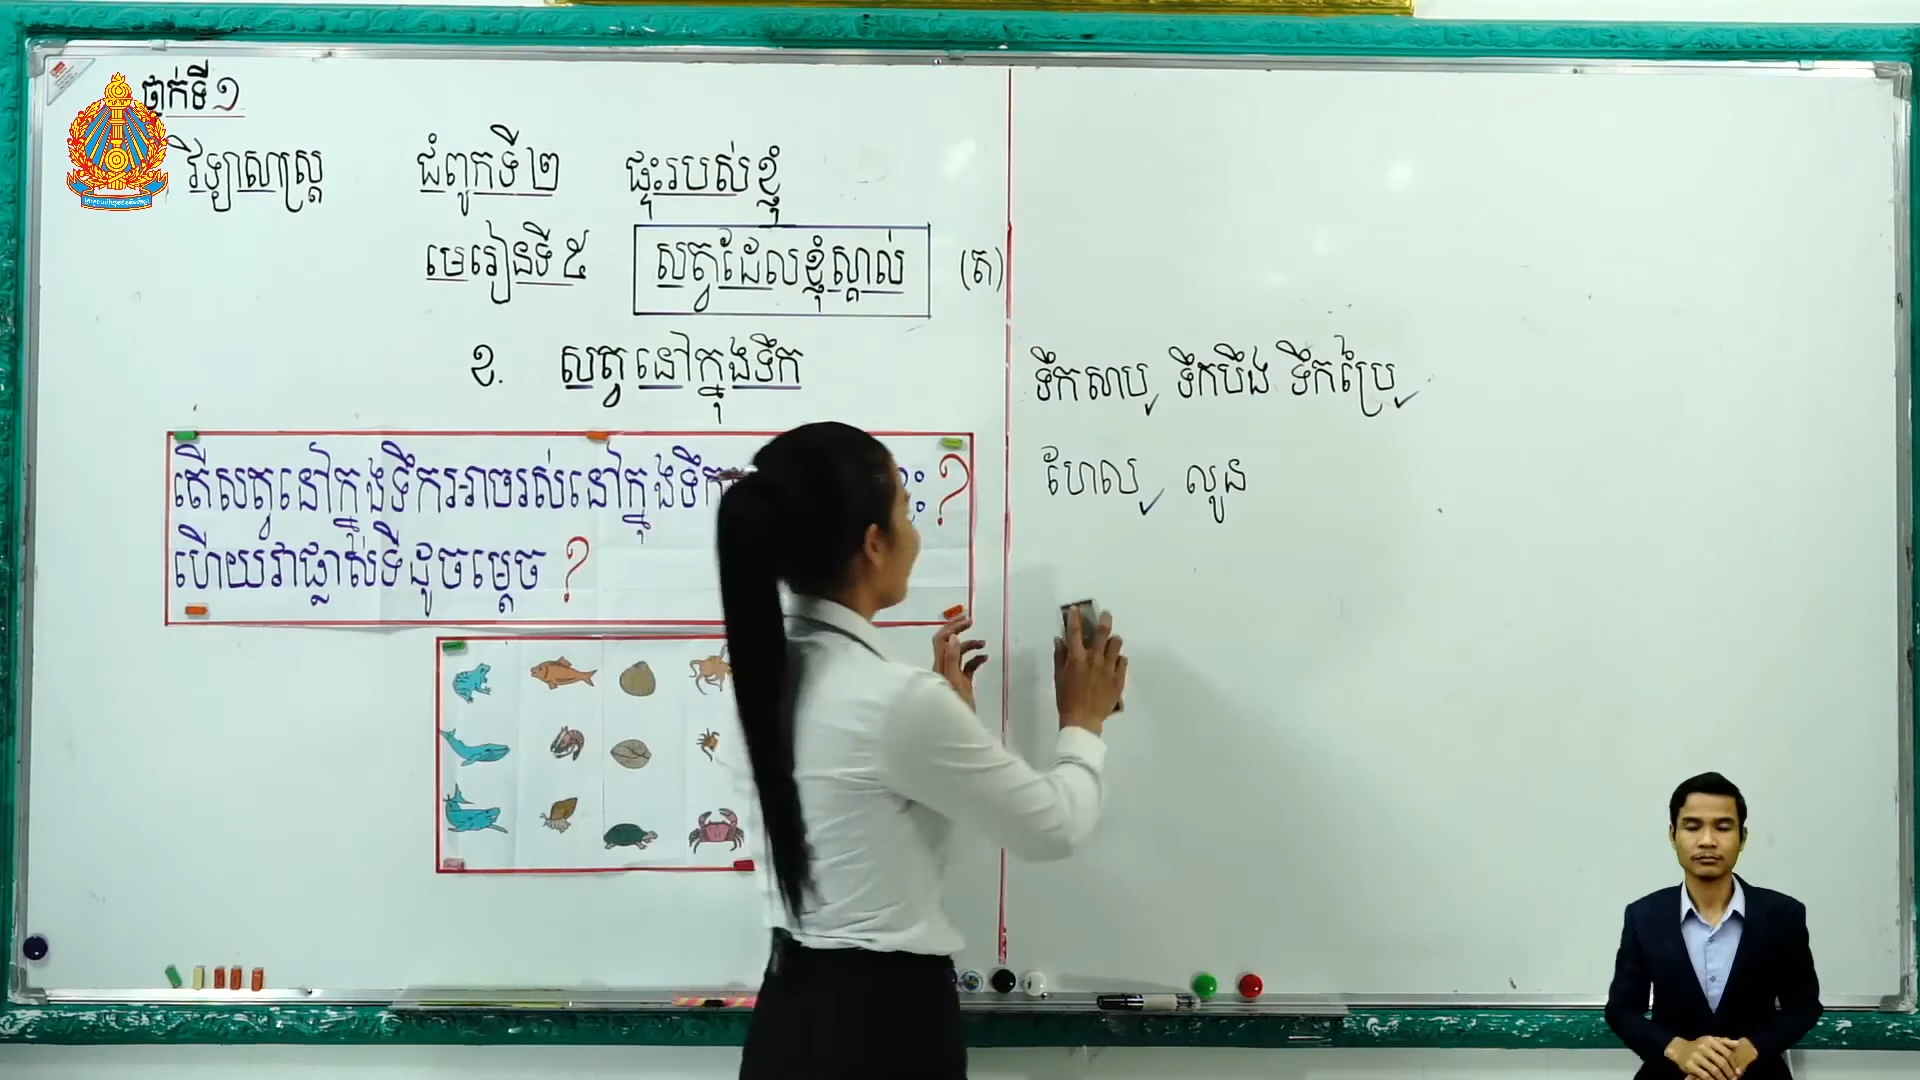 ថ្នាក់ទី ១
វិទ្យាសាស្ត្រ ជំពូកទី ២ ផ្ទះរបស់ខ្ញុំ
មេរៀនទី ៥ សត្វដែលខ្ញុំស្គាល់ (ត)
ខ. សត្វនៅក្នុងទឹក
តើសត្វនៅក្នុងទឹកអាចរស់នៅក្នុងទឹក ?
ហើយវាផ្លាស់ទីដូចម្តេច ?
ទឹកសាប ទឹកបឹង ទឹកប្រៃ
ហែល លូន